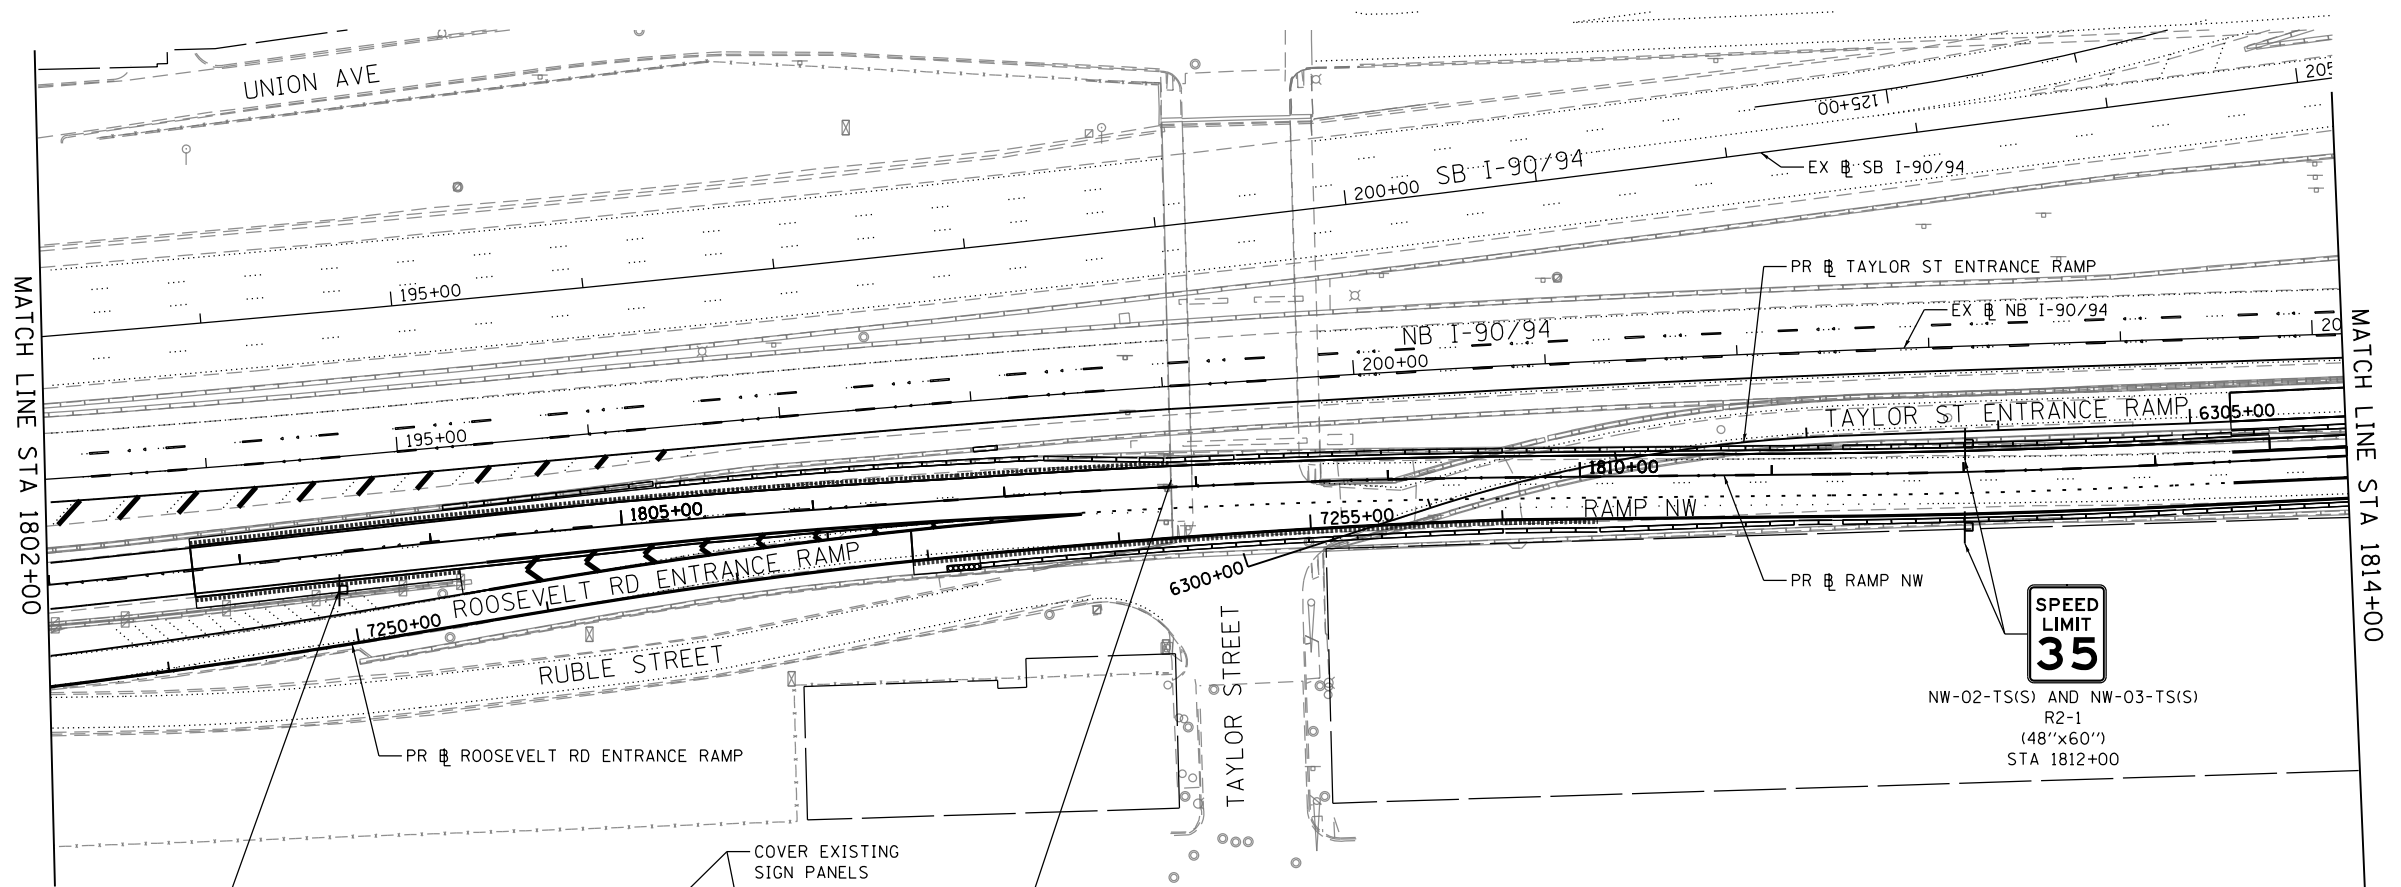 UNION AVE
205
125+00
SB I-90/94
EX ℄ SB I-90/94
200+00
195+00
PR ℄ TAYLOR ST ENTRANCE RAMP
EX ℄ NB I-90/94
NB I-90/94
200+00
20
195+00
MATCH LINE STA 1802+00
MATCH LINE STA 1814+00
TAYLOR ST ENTRANCE RAMP
6305+00
1810+00
1805+00
7255+00
RAMP NW
ROOSEVELT RD ENTRANCE RAMP
6300+00
PR ℄ RAMP NW
7250+00
RUBLE STREET
TAYLOR STREET
SPEED
LIMIT
35
NW-02-TS(S) AND NW-03-TS(S)
R2-1
(48''x60'')
STA 1812+00
PR ℄ ROOSEVELT RD ENTRANCE RAMP
COVER EXISTING
SIGN PANELS